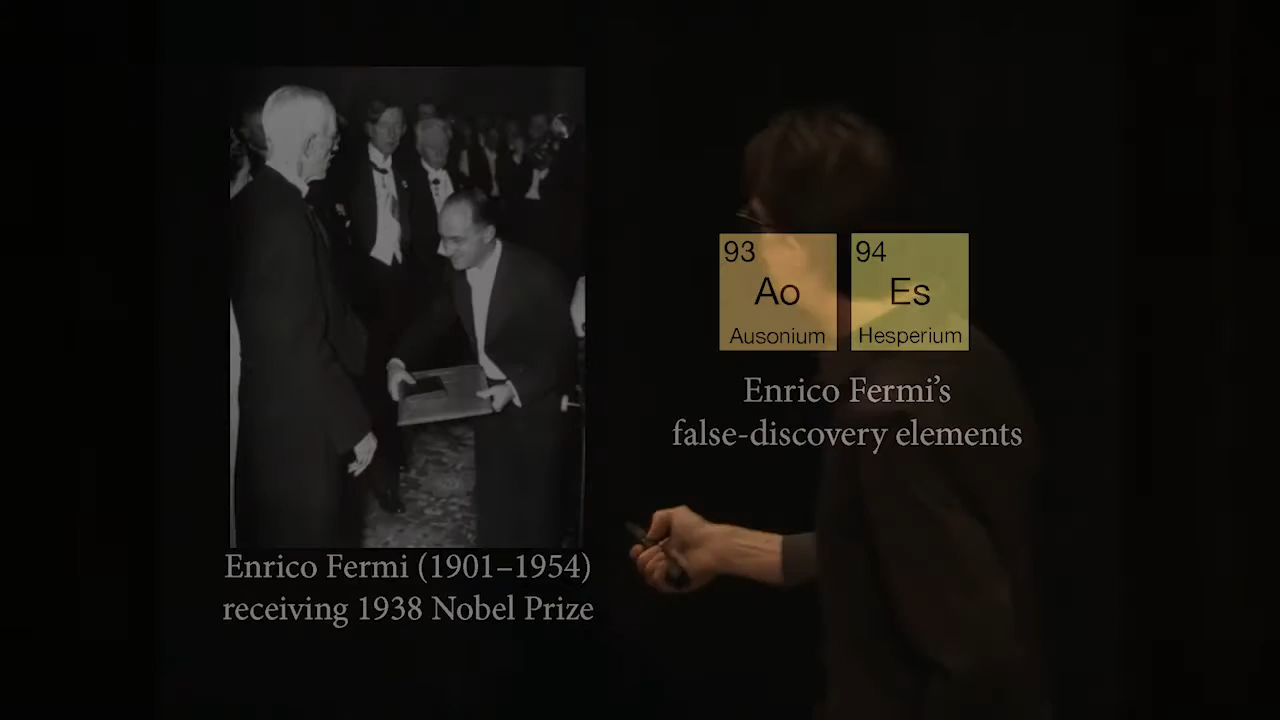 Enrico Fermi (1901–1954)
receiving 1938 Nobel Prize
93
Ao
Ausonium
94
Es
Hesperium
Enrico Fermi’s
false-discovery elements